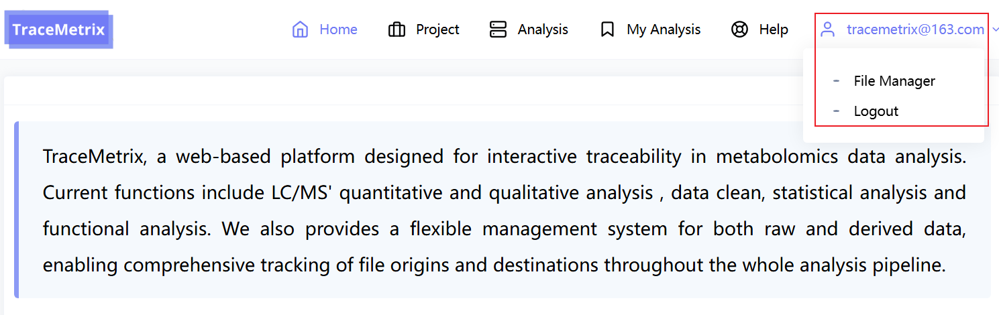 TraceMetrix
Home
Project
Analysis
My Analysis
Help
tracemetrix@163.com
- File Manager
- Logout
TraceMetrix, a web-based platform designed for interactive traceability in metabolomics data analysis.
Current functions include LC/MS' quantitative and qualitative analysis , data clean, statistical analysis and
functional analysis. We also provides a flexible management system for both raw and derived data,
enabling comprehensive tracking of file origins and destinations throughout the whole analysis pipeline.